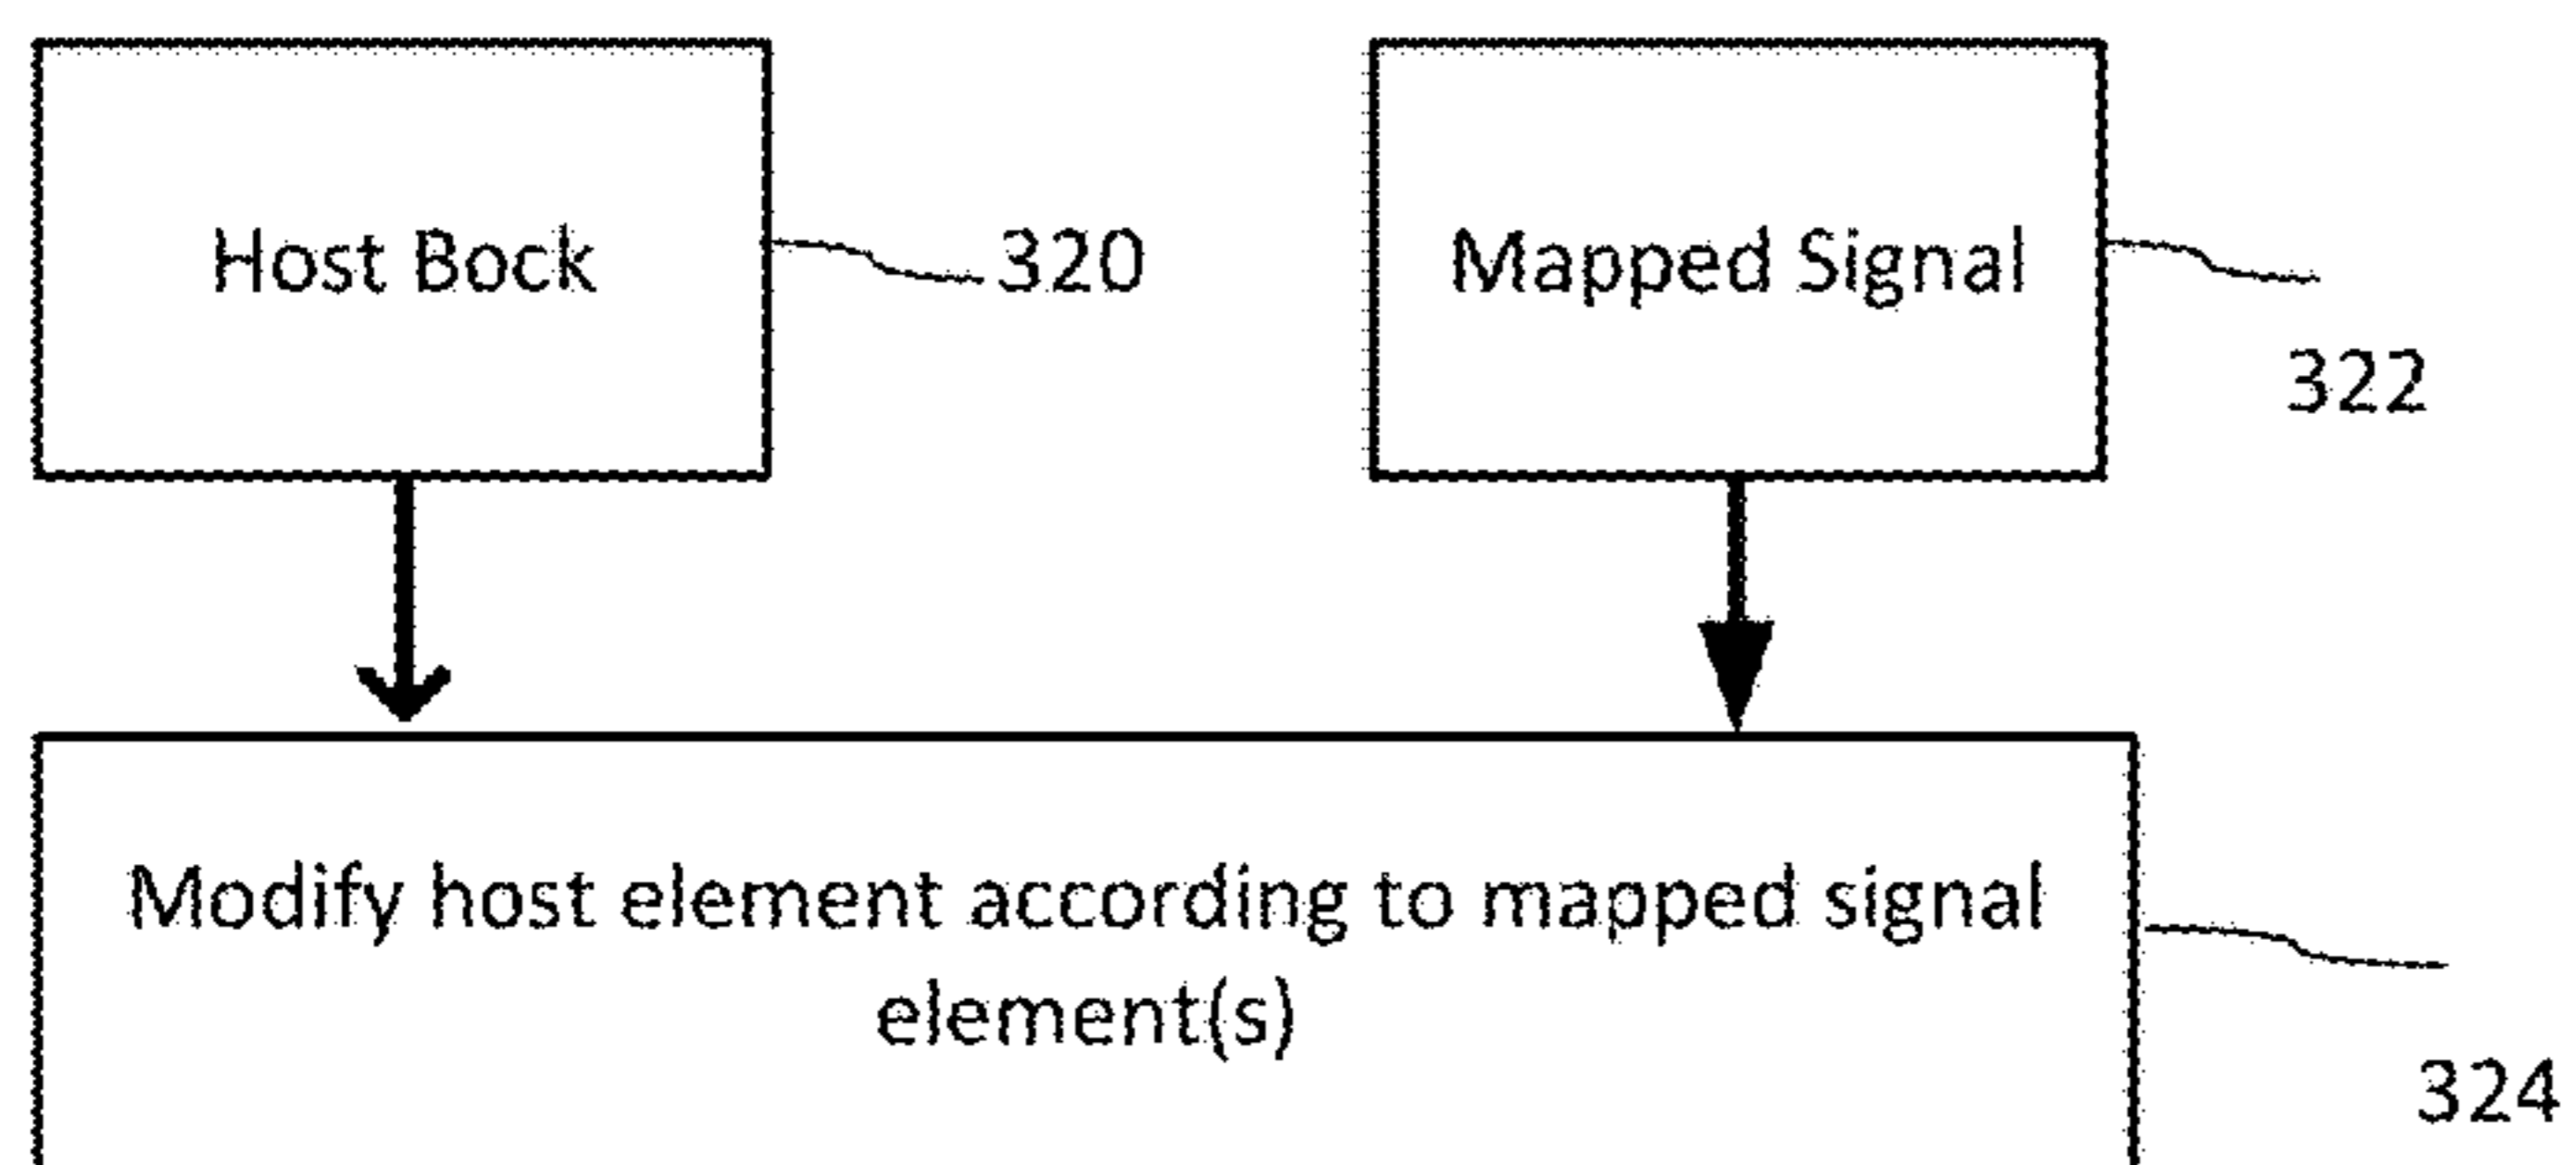 Host Bock
320
Mapped Signal
322
Modify host element according to mapped signal
element(s)
324